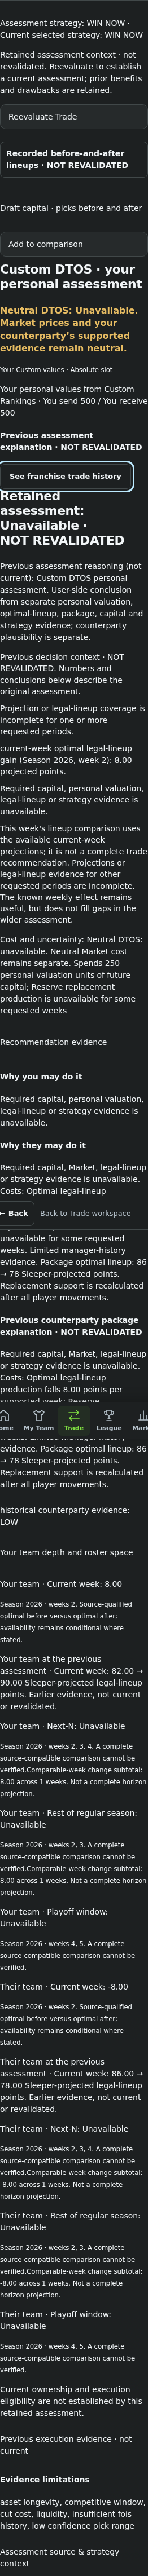 Assessment strategy: WIN NOW ·
Current selected strategy: WIN NOW
Retained assessment context · not
revalidated. Reevaluate to establish
a current assessment; prior benefits
and drawbacks are retained.
Reevaluate Trade
Recorded before-and-after
lineups · NOT REVALIDATED
Draft capital · picks before and after
Add to comparison
Custom DTOS · your
personal assessment
Neutral DTOS: Unavailable.
Market prices and your
counterparty's supported
evidence remain neutral.
Your Custom values · Absolute slot
Your personal values from Custom
Rankings · You send 500 / You receive
500
Previous assessment
explanation · NOT REVALIDATED
See franchise trade history
Retained
assessment:
Unavailable ·
NOT REVALIDATED
Previous assessment reasoning (not
current): Custom DTOS personal
assessment. User-side conclusion
from separate personal valuation,
optimal-lineup, package, capital and
strategy evidence; counterparty
plausibility is separate.
Previous decision context · NOT
REVALIDATED. Numbers and
conclusions below describe the
original assessment.
Projection or legal-lineup coverage is
incomplete for one or more
requested periods.
current-week optimal legal-lineup
gain (Season 2026, week 2): 8.00
projected points.
Required capital, personal valuation,
legal-lineup or strategy evidence is
unavailable.
This week's lineup comparison uses
the available current-week
projections; it is not a complete trade
recommendation. Projections or
legal-lineup evidence for other
requested periods are incomplete.
The known weekly effect remains
useful, but does not fill gaps in the
wider assessment.
Cost and uncertainty: Neutral DTOS:
unavailable. Neutral Market cost
remains separate. Spends 250
personal valuation units of future
capital; Reserve replacement
production is unavailable for some
requested weeks
Recommendation evidence
Why you may do it
Required capital, personal valuation,
legal-lineup or strategy evidence is
unavailable.
Why they may do it
Required capital, Market, legal-lineup
or strategy evidence is unavailable.
Costs: Optimal legal-lineup
← Back
Back to Trade workspace
unavailable for some requested
weeks. Limited manager-history
evidence. Package optimal lineup: 86
→ 78 Sleeper-projected points.
Replacement support is recalculated
after all player movements.
Previous counterparty package
explanation · NOT REVALIDATED
Required capital, Market, legal-lineup
or strategy evidence is unavailable.
Costs: Optimal legal-lineup
production falls 8.00 points per
ome
My Team
Trade
League
Mark
evidence. Package optimal lineup: 86
→ 78 Sleeper-projected points.
Replacement support is recalculated
after all player movements.
historical counterparty evidence:
LOW
Your team depth and roster space
Your team · Current week: 8.00
Season 2026 · weeks 2. Source-qualified
optimal before versus optimal after;
availability remains conditional where
stated.
Your team at the previous
assessment · Current week: 82.00 →
90.00 Sleeper-projected legal-lineup
points. Earlier evidence, not current
or revalidated.
Your team · Next-N: Unavailable
Season 2026 · weeks 2, 3, 4. A complete
source-compatible comparison cannot be
verified.Comparable-week change subtotal:
8.00 across 1 weeks. Not a complete horizon
projection.
Your team · Rest of regular season:
Unavailable
Season 2026 · weeks 2, 3. A complete
source-compatible comparison cannot be
verified.Comparable-week change subtotal:
8.00 across 1 weeks. Not a complete horizon
projection.
Your team · Playoff window:
Unavailable
Season 2026 · weeks 4, 5. A complete
source-compatible comparison cannot be
verified.
Their team · Current week: -8.00
Season 2026 · weeks 2. Source-qualified
optimal before versus optimal after;
availability remains conditional where
stated.
Their team at the previous
assessment · Current week: 86.00 →
78.00 Sleeper-projected legal-lineup
points. Earlier evidence, not current
or revalidated.
Their team · Next-N: Unavailable
Season 2026 · weeks 2, 3, 4. A complete
source-compatible comparison cannot be
verified.Comparable-week change subtotal:
-8.00 across 1 weeks. Not a complete
horizon projection.
Their team · Rest of regular season:
Unavailable
Season 2026 · weeks 2, 3. A complete
source-compatible comparison cannot be
verified.Comparable-week change subtotal:
-8.00 across 1 weeks. Not a complete
horizon projection.
Their team · Playoff window:
Unavailable
Season 2026 · weeks 4, 5. A complete
source-compatible comparison cannot be
verified.
Current ownership and execution
eligibility are not established by this
retained assessment.
Previous execution evidence · not
current
Evidence limitations
asset longevity, competitive window,
cut cost, liquidity, insufficient fois
history, low confidence pick range
Assessment source & strategy
context